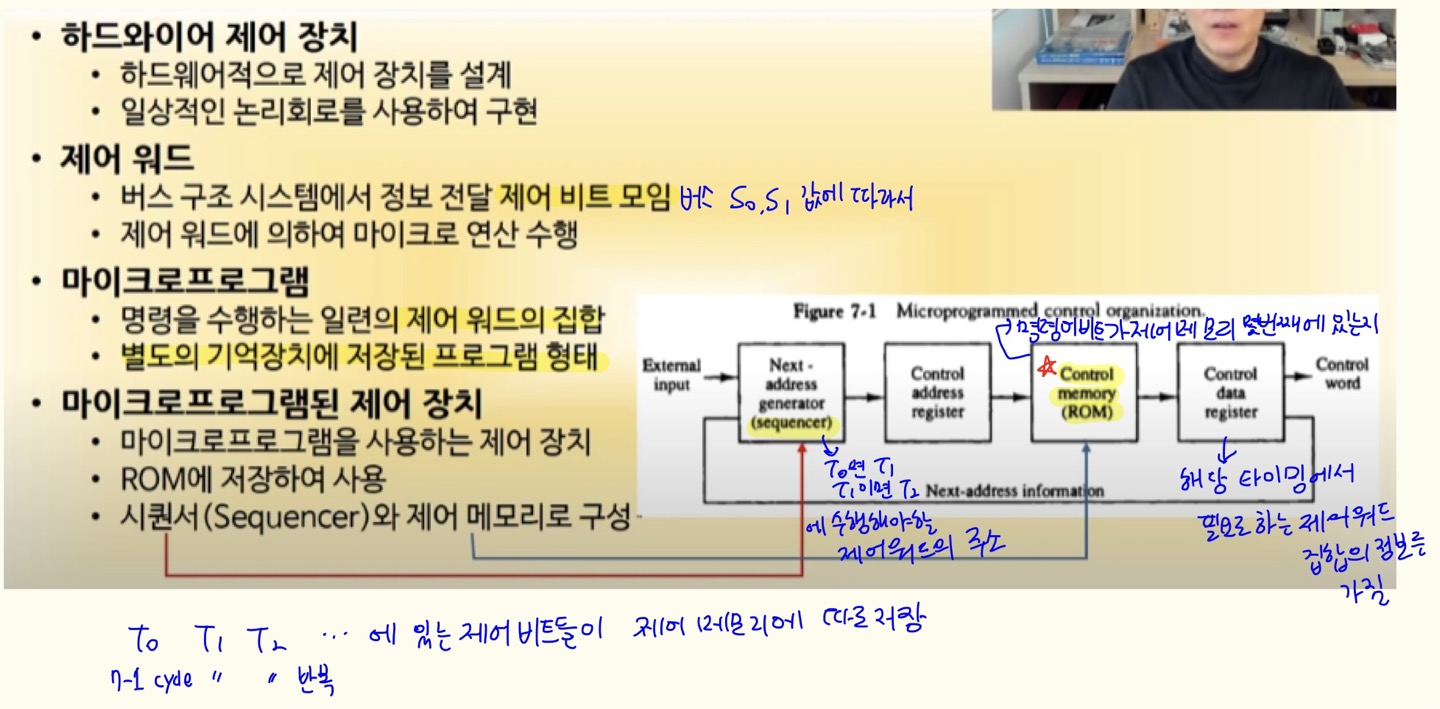 • 하드와이어 제어 장치
• 하드웨어적으로 제어 장치를 설계
• 일상적인 논리회로를 사용하여 구현
• 제어 워드
• 버스 구조 시스템에서 정보 전달 제어 비트 모임 버스 S₀,S₁ 값에 따라서
• 제어 워드에 의하여 마이크로 연산 수행
• 마이크로프로그램
• 명령을 수행하는 일련의 제어 워드의 집합
• 별도의 기억장치에 저장된 프로그램 형태
• 마이크로프로그램된 제어 장치
• 마이크로프로그램을 사용하는 제어 장치
• ROM에 저장하여 사용
• 시퀀서(Sequencer)와 제어 메모리로 구성
Figure 7-1 Microprogrammed control organization.
명령어비트가 제어 메모리 몇번째에 있는지
External
input
Next-
address
generator
(sequencer)
Control
address
register
☆ Control
memory
(ROM)
Control
data
register
Control
word
T₀면 T₁
T₁이면 T₂
Next-address information
에 수행해야하는
제어워드의 주소
해당 타이밍에서
필요로 하는 제어워드
집합의 정보를
가질
T₀ T₁ T₂ ... 에 있는 제어비트들이 제어 메모리에 따로 저장
cycle " " 반복